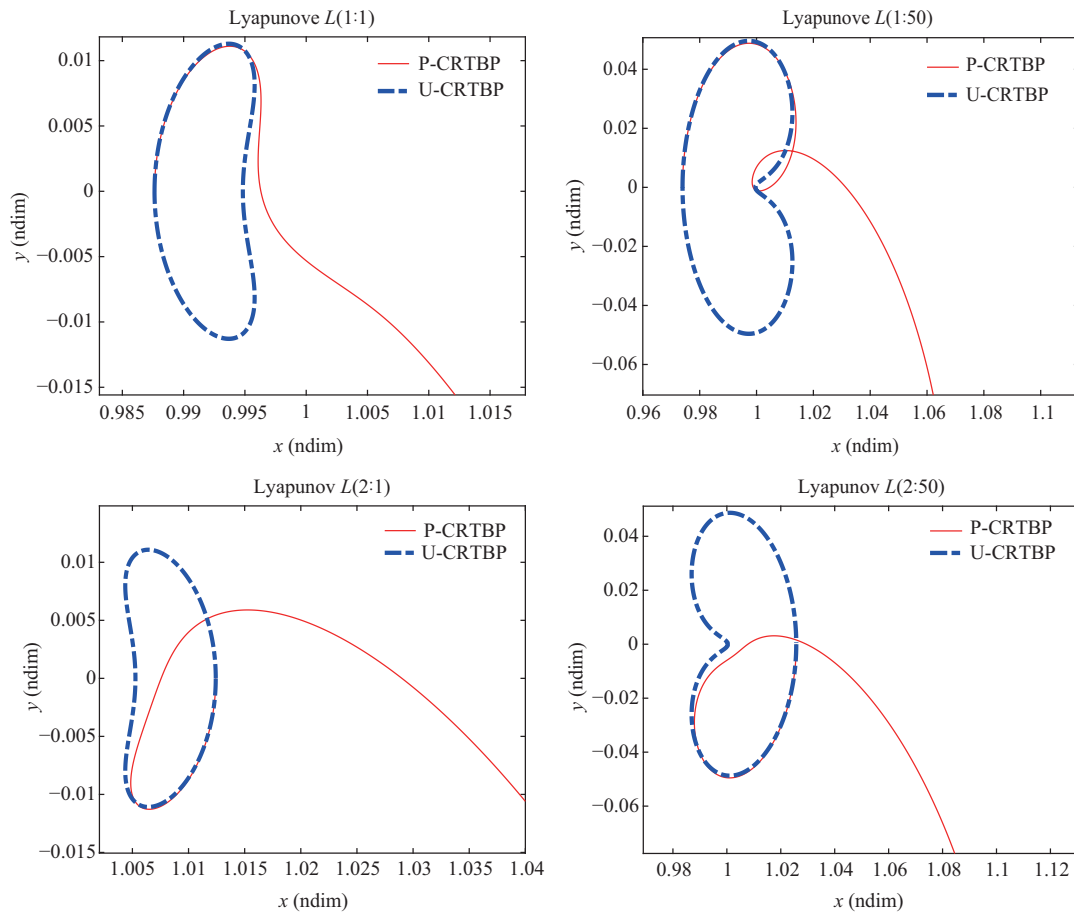 Lyapunove L(1:1)
0.01
0.005
0
−0.005
−0.01
−0.015
y (ndim)
P-CRTBP
U-CRTBP
0.985 0.99 0.995 1 1.005 1.01 1.015
x (ndim)
Lyapunove L(1:50)
0.04
0.02
0
−0.02
−0.04
−0.06
y (ndim)
P-CRTBP
U-CRTBP
0.96 0.98 1 1.02 1.04 1.06 1.08 1.1
x (ndim)
Lyapunov L(2:1)
0.01
0.005
0
−0.005
−0.01
−0.015
y (ndim)
P-CRTBP
U-CRTBP
1.005 1.01 1.015 1.02 1.025 1.03 1.035 1.04
x (ndim)
Lyapunov L(2:50)
0.04
0.02
0
−0.02
−0.04
−0.06
y (ndim)
P-CRTBP
U-CRTBP
0.98 1 1.02 1.04 1.06 1.08 1.10 1.12
x (ndim)